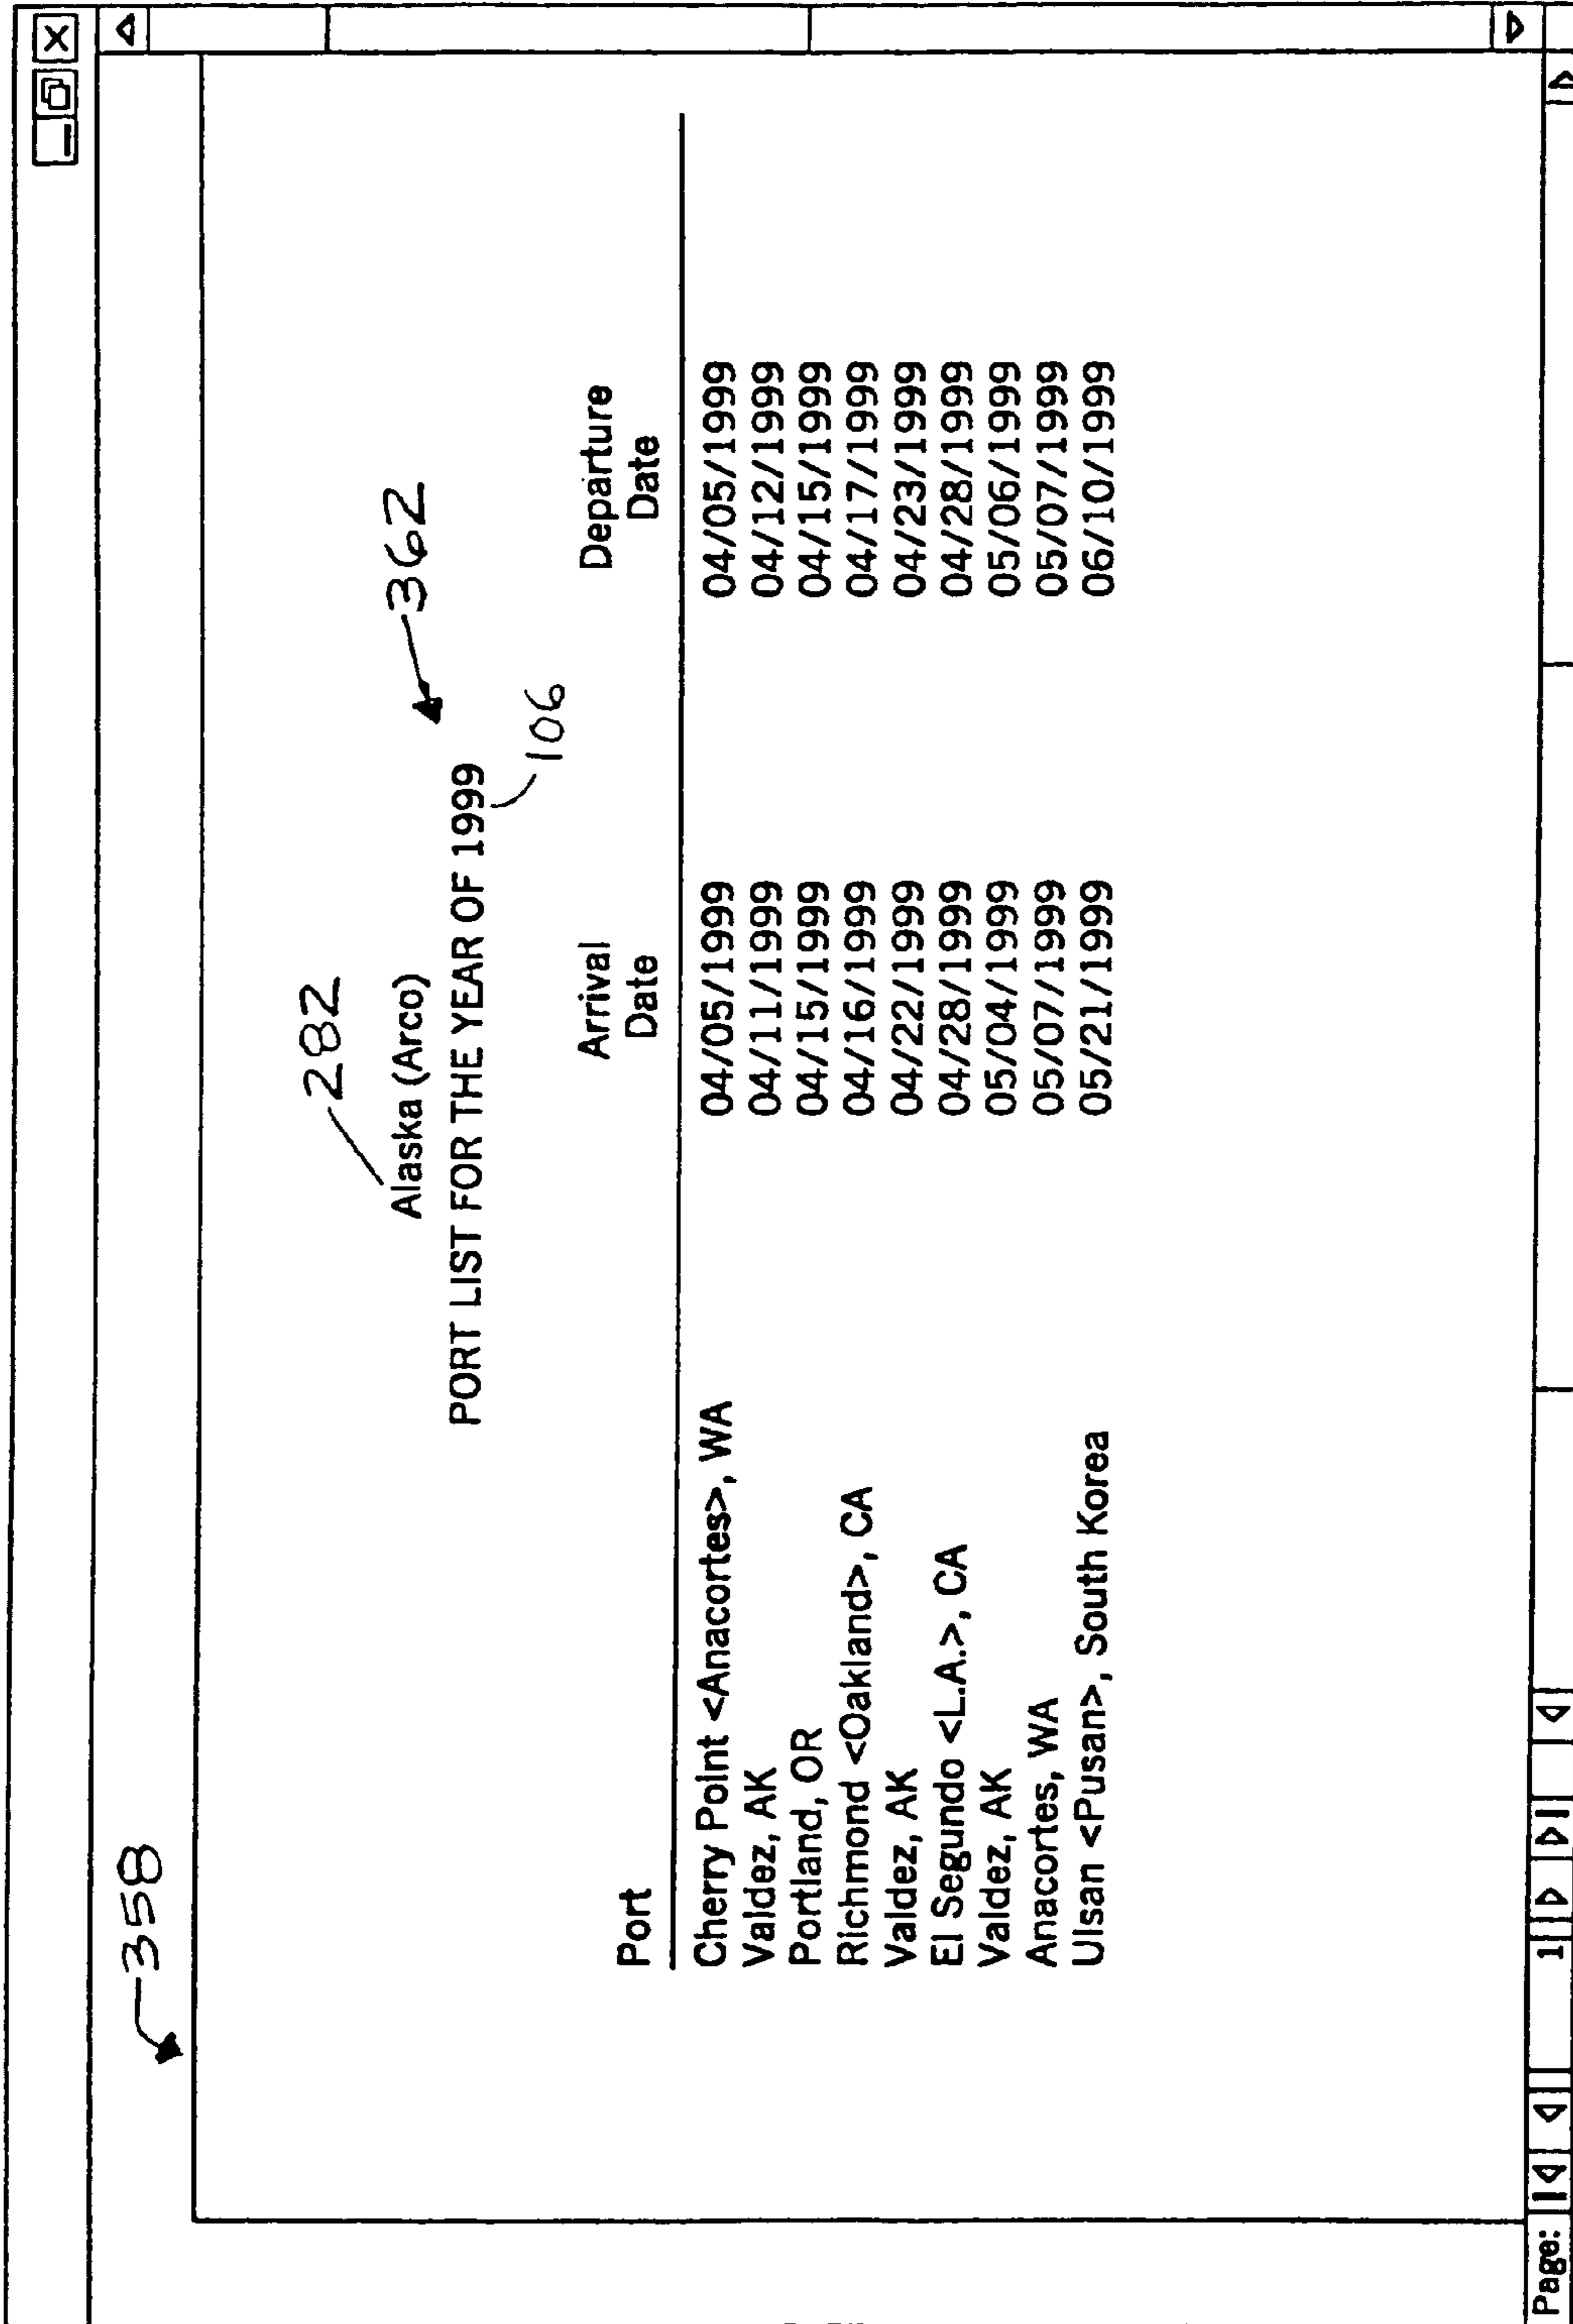 358
282
Alaska (Arco)
362
PORT LIST FOR THE YEAR OF 1999
106
Port Arrival Date Departure Date
Cherry Point <Anacortes>, WA 04/05/1999 04/05/1999
Valdez, AK 04/11/1999 04/12/1999
Portland, OR 04/15/1999 04/15/1999
Richmond <Oakland>, CA 04/16/1999 04/17/1999
Valdez, AK 04/22/1999 04/23/1999
El Segundo <L.A.>, CA 04/28/1999 04/28/1999
Valdez, AK 05/04/1999 05/06/1999
Anacortes, WA 05/07/1999 05/07/1999
Ulsan <Pusan>, South Korea 05/21/1999 06/10/1999
Page: 1